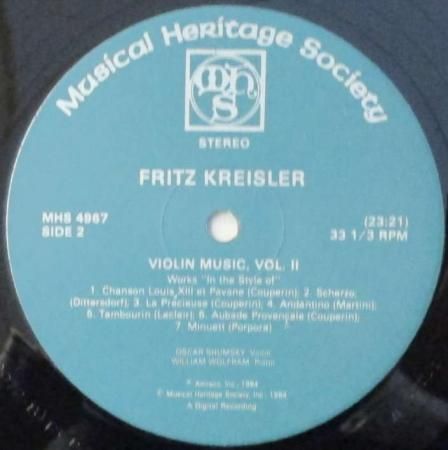 Musical Heritage Society
mhs
STEREO
FRITZ KREISLER
MHS 4967
SIDE 2
(23:21)
33 1/3 RPM
VIOLIN MUSIC, VOL. II
Works "In the Style of"
1. Chanson Louis XIII et Pavane (Couperin); 2. Scherzo;
(Dittersdorf); 3. La Précieuse (Couperin); 4. Andantino (Martini);
5. Tambourin (Leclair); 6. Aubade Provençale (Couperin);
7. Minuett (Porpora)
OSCAR SHUMSKY, Violin
WILLIAM WOLFRAM, Piano
Inc., 1984
Musical Heritage Society, Inc., 1984
A Digital Recording